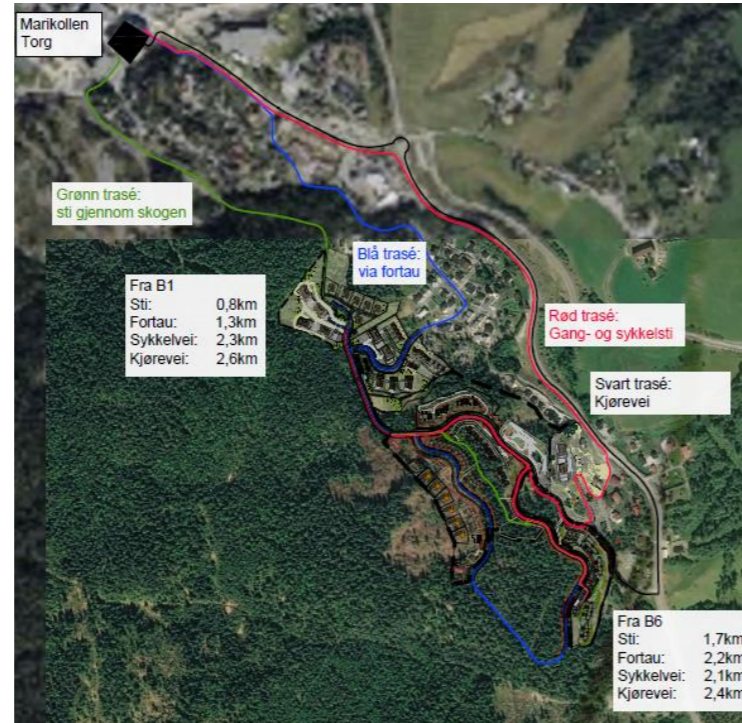 Marikollen
Torg
Grønn trasé:
sti gjennom skogen
Blå trasé:
via fortau
Fra B1
Sti: 0,8km
Fortau: 1,3km
Sykkelvei: 2,3km
Kjørevei: 2,6km
Rød trasé:
Gang- og sykkelsti
Svart trasé:
Kjørevei
Fra B6
Sti: 1,7km
Fortau: 2,2km
Sykkelvei: 2,1km
Kjørevei: 2,4km